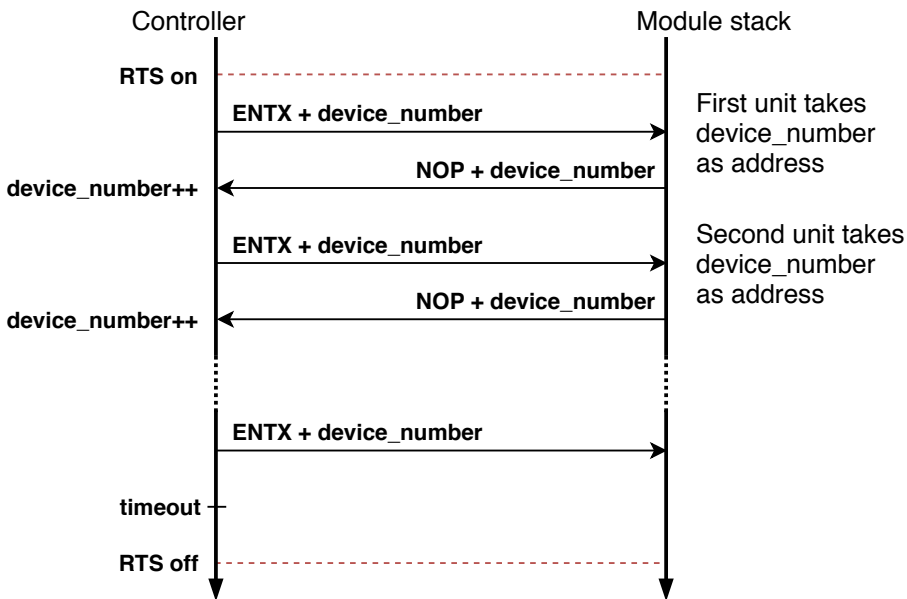 Controller
Module stack
RTS on
ENTX + device_number
First unit takes
device_number
as address
NOP + device_number
device_number++
ENTX + device_number
Second unit takes
device_number
as address
NOP + device_number
device_number++
ENTX + device_number
timeout
RTS off